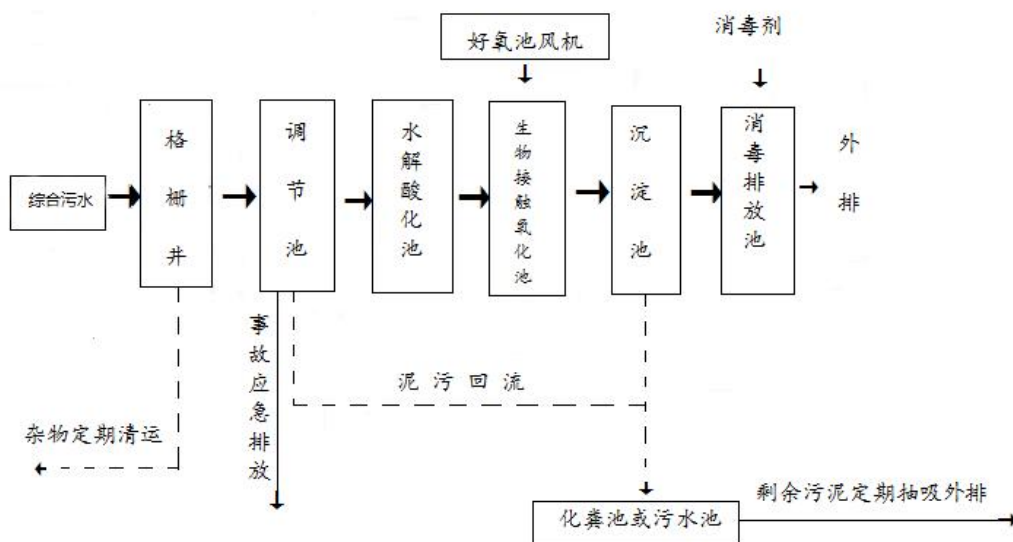 好氧池风机
消毒剂
综合污水
格栅井
调节池
水解酸化池
生物接触氧化池
沉淀池
消毒排放池
外排
事故应急排放
泥污回流
杂物定期清运
化粪池或污水池
剩余污泥定期抽吸外排